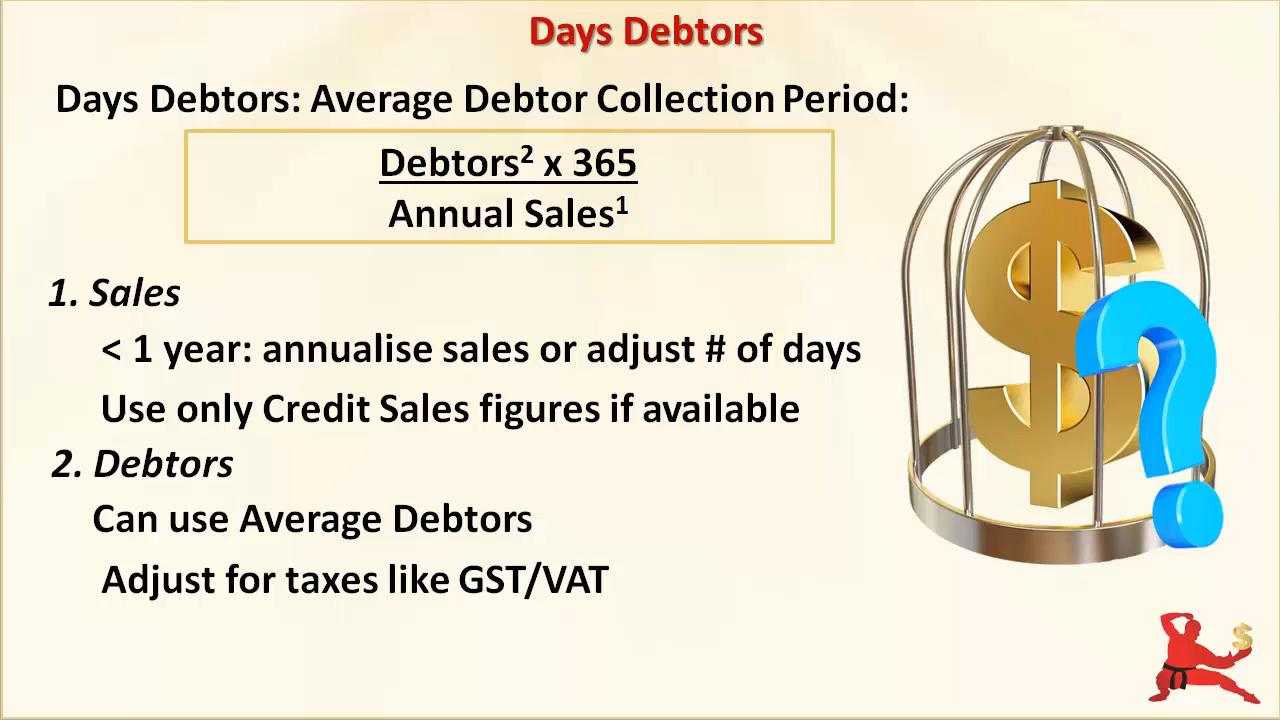 Days Debtors
Days Debtors: Average Debtor Collection Period:
Debtors² x 365
Annual Sales¹
1. Sales
< 1 year: annualise sales or adjust # of days
Use only Credit Sales figures if available
2. Debtors
Can use Average Debtors
Adjust for taxes like GST/VAT